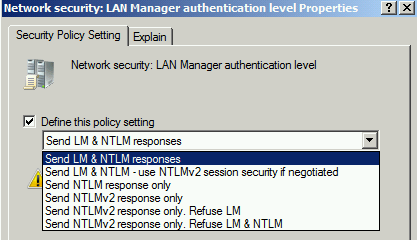 Network security: LAN Manager authentication level Properties
Security Policy Setting
Explain
Network security: LAN Manager authentication level
Define this policy setting
Send LM & NTLM responses
Send LM & NTLM responses
Send LM & NTLM - use NTLMv2 session security if negotiated
Send NTLM response only
Send NTLMv2 response only
Send NTLMv2 response only. Refuse LM
Send NTLMv2 response only. Refuse LM & NTLM